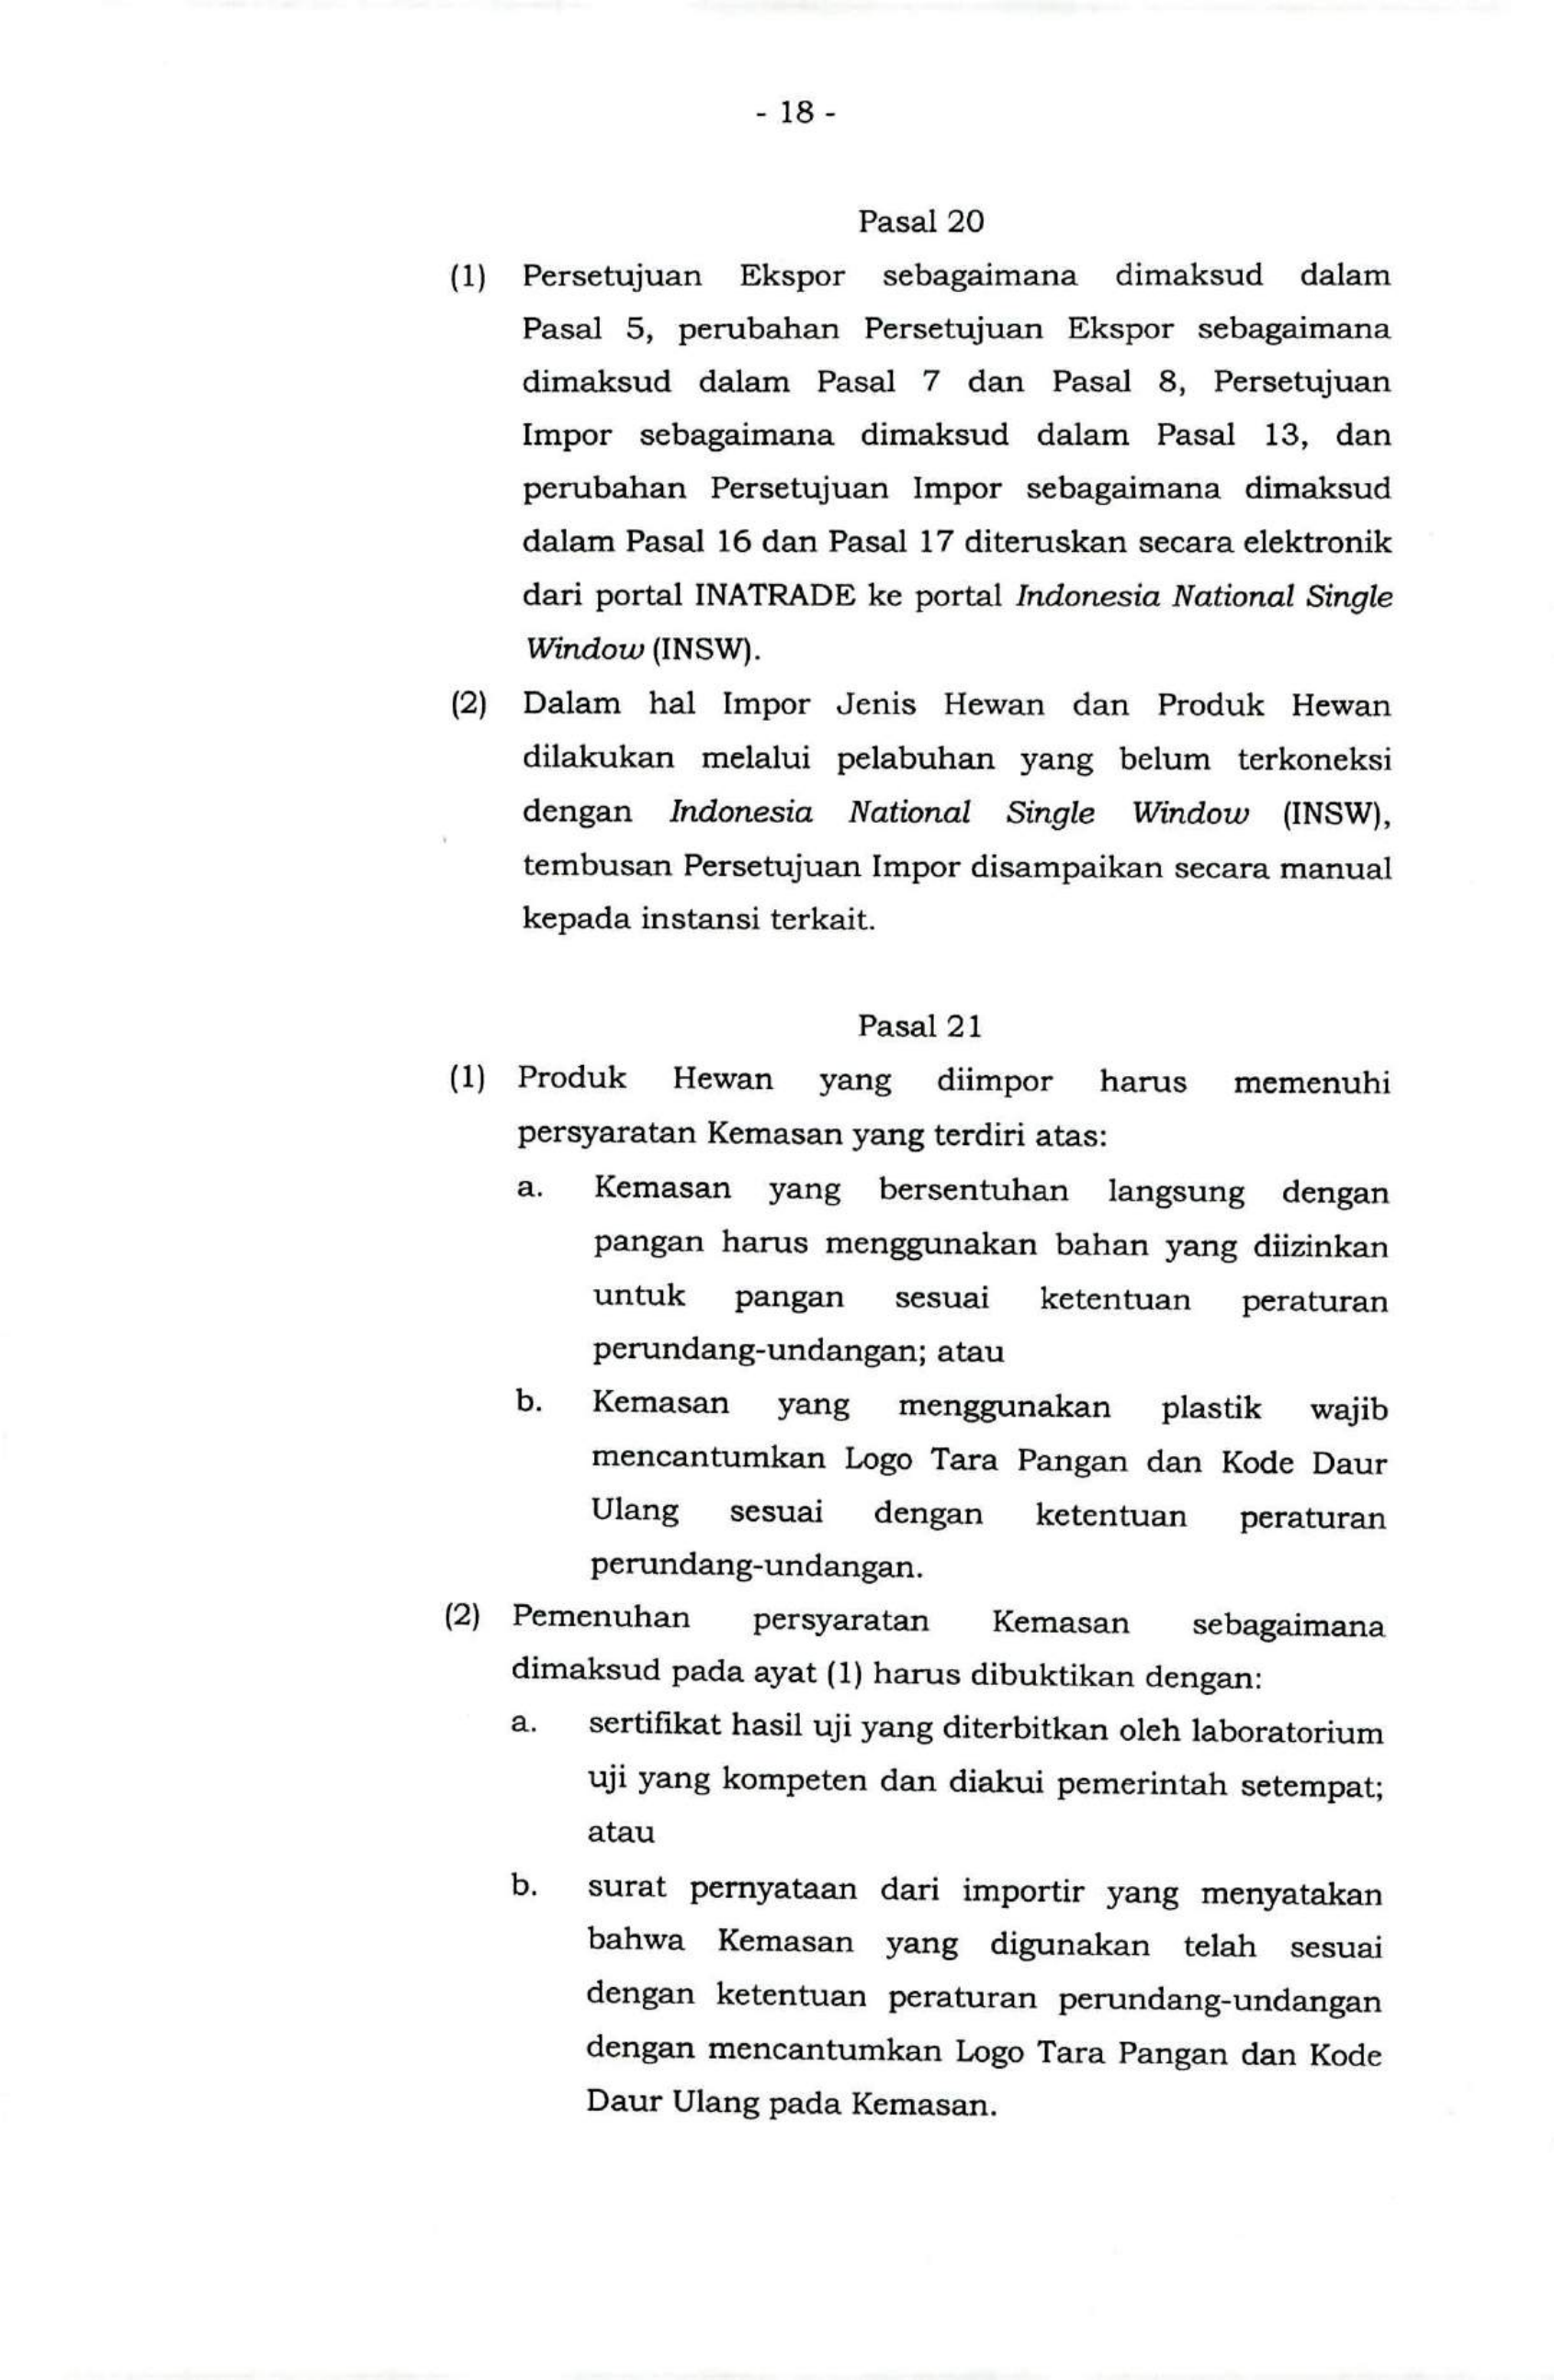 - 18 -
Pasal 20
(1) Persetujuan Ekspor sebagaimana dimaksud dalam
Pasal 5, perubahan Persetujuan Ekspor sebagaimana
dimaksud dalam Pasal 7 dan Pasal 8, Persetujuan
Impor sebagaimana dimaksud dalam Pasal 13, dan
perubahan Persetujuan Impor sebagaimana dimaksud
dalam Pasal 16 dan Pasal 17 diteruskan secara elektronik
dari portal INATRADE ke portal Indonesia National Single
Window (INSW).
(2) Dalam hal Impor Jenis Hewan dan Produk Hewan
dilakukan melalui pelabuhan yang belum terkoneksi
dengan Indonesia National Single Window (INSW),
tembusan Persetujuan Impor disampaikan secara manual
kepada instansi terkait.
Pasal 21
(1) Produk Hewan yang diimpor harus memenuhi
persyaratan Kemasan yang terdiri atas:
a. Kemasan yang bersentuhan langsung dengan
pangan harus menggunakan bahan yang diizinkan
untuk pangan sesuai ketentuan peraturan
perundang-undangan; atau
b. Kemasan yang menggunakan plastik wajib
mencantumkan Logo Tara Pangan dan Kode Daur
Ulang sesuai dengan ketentuan peraturan
perundang-undangan.
(2) Pemenuhan persyaratan Kemasan sebagaimana
dimaksud pada ayat (1) harus dibuktikan dengan:
a. sertifikat hasil uji yang diterbitkan oleh laboratorium
uji yang kompeten dan diakui pemerintah setempat;
atau
b. surat pernyataan dari importir yang menyatakan
bahwa Kemasan yang digunakan telah sesuai
dengan ketentuan peraturan perundang-undangan
dengan mencantumkan Logo Tara Pangan dan Kode
Daur Ulang pada Kemasan.